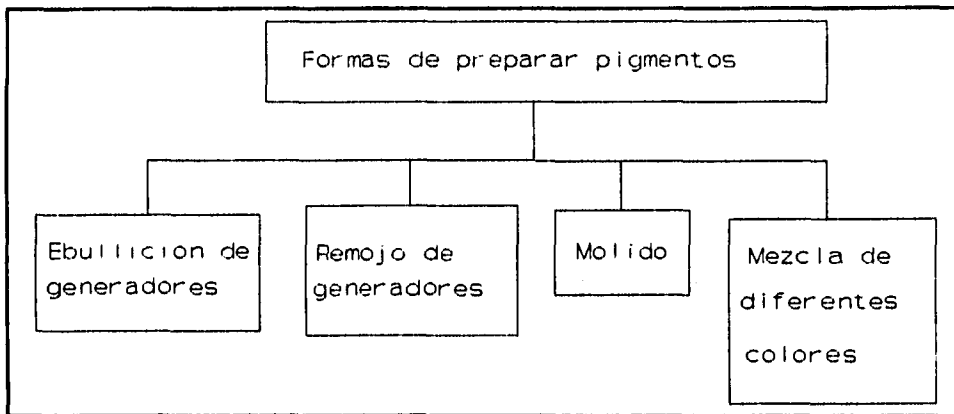 Formas de preparar pigmentos
Ebullicion de
generadores
Remojo de
generadores
Molido
Mezcla de
diferentes
colores